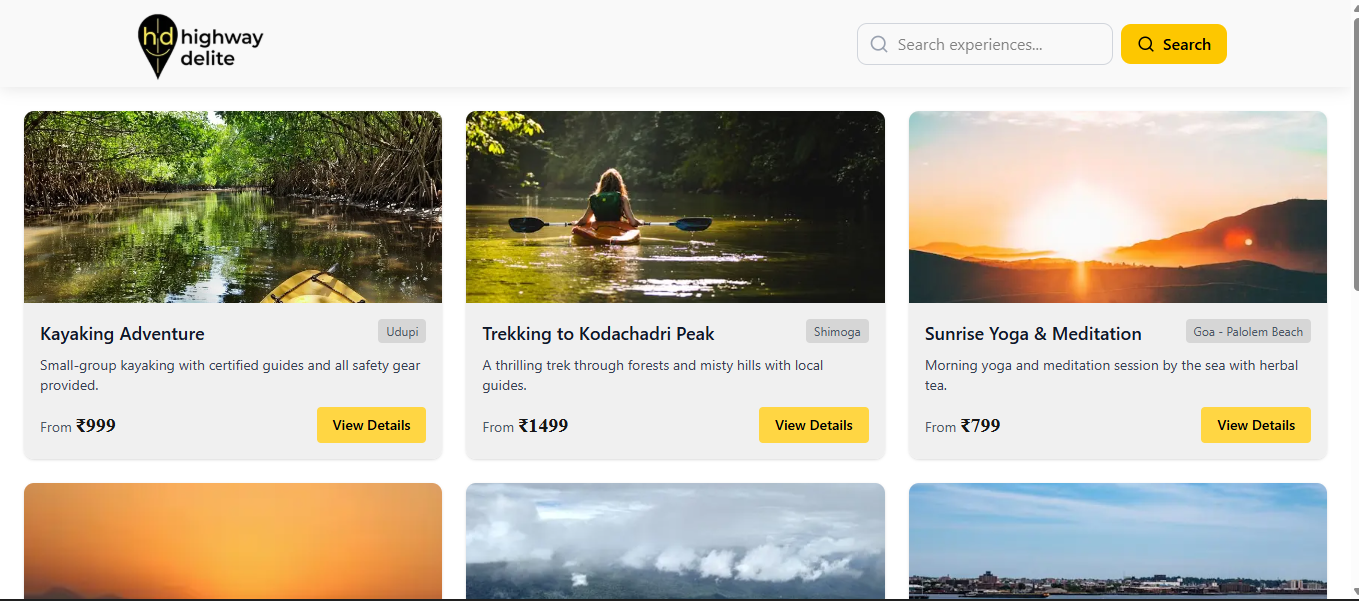 hd highway
delite
Search experiences...
Search
Kayaking Adventure
Udupi
Small-group kayaking with certified guides and all safety gear
provided.
From ₹999
View Details
Trekking to Kodachadri Peak
Shimoga
A thrilling trek through forests and misty hills with local
guides.
From ₹1499
View Details
Sunrise Yoga & Meditation
Goa - Palolem Beach
Morning yoga and meditation session by the sea with herbal
tea.
From ₹799
View Details